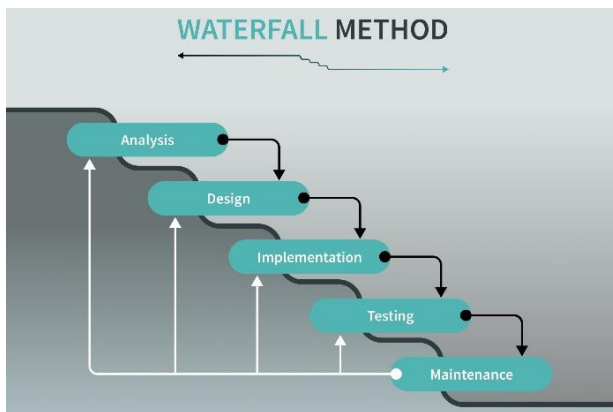 WATERFALL METHOD
Analysis
Design
Implementation
Testing
Maintenance